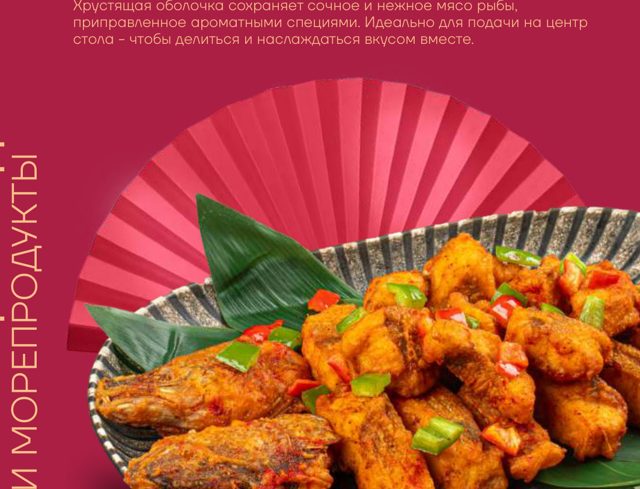 Хрустящая оболочка сохраняет сочное и нежное мясо рыбы,
приправленное ароматными специями. Идеально для подачи на центр
стола – чтобы делиться и наслаждаться вкусом вместе.
И МОРЕПРОДУКТЫ